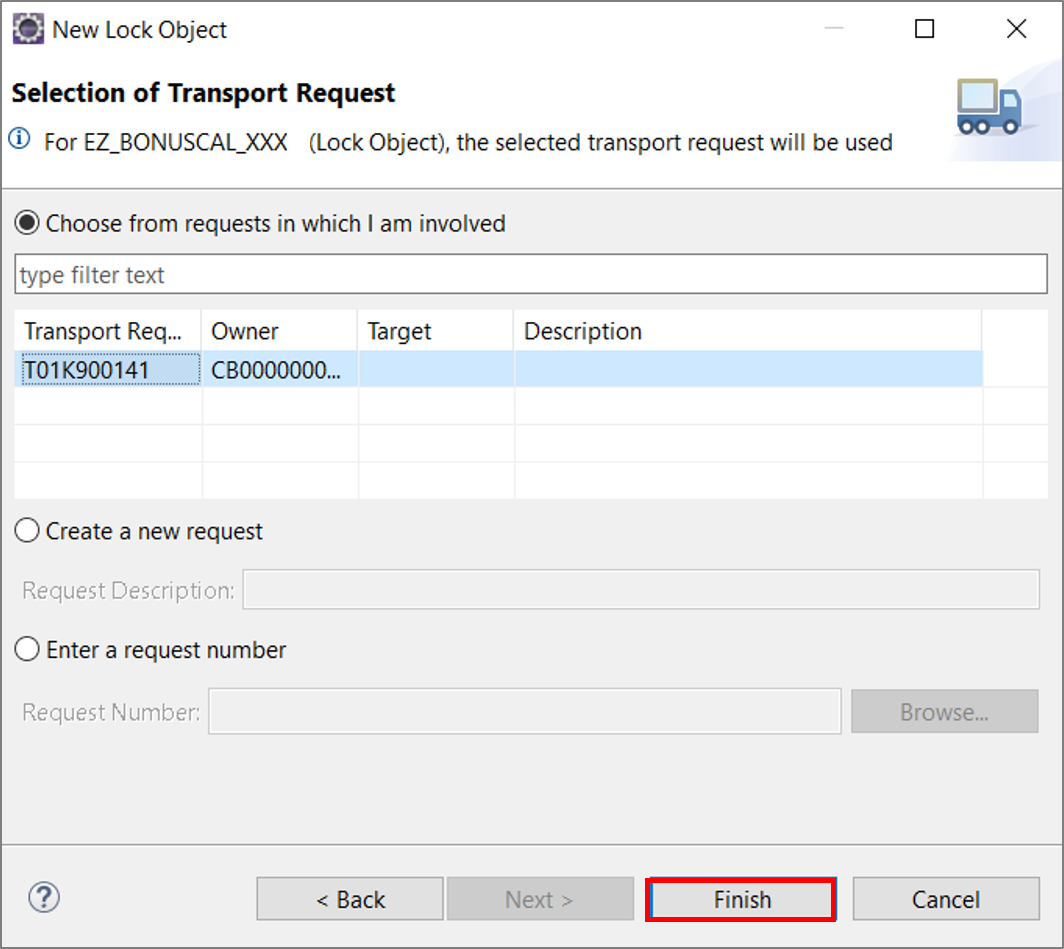 New Lock Object
Selection of Transport Request
For EZ_BONUSCAL_XXX (Lock Object), the selected transport request will be used
Choose from requests in which I am involved
type filter text
Transport Req... Owner Target Description
T01K900141 CB0000000...
Create a new request
Request Description:
Enter a request number
Request Number: Browse...
? < Back Next > Finish Cancel